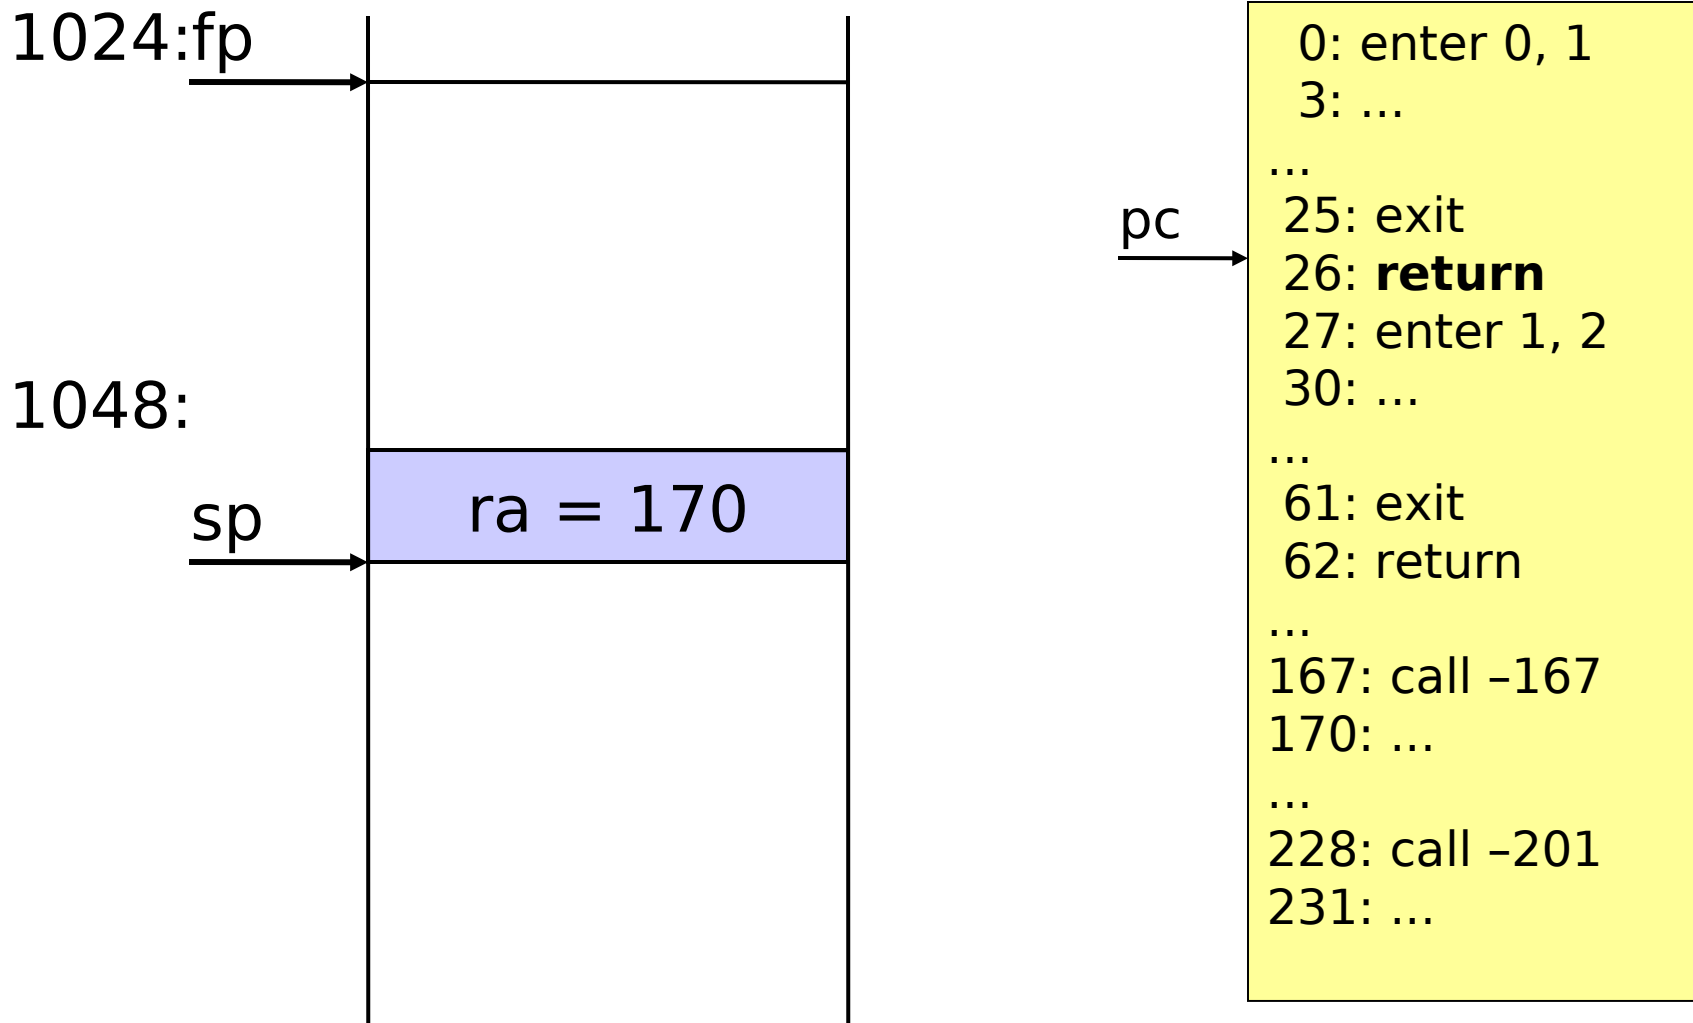 1024:fp
1048:
sp
ra = 170
pc
0: enter 0, 1
3: ...
...
25: exit
26: return
27: enter 1, 2
30: ...
...
61: exit
62: return
...
167: call –167
170: ...
...
228: call –201
231: ...